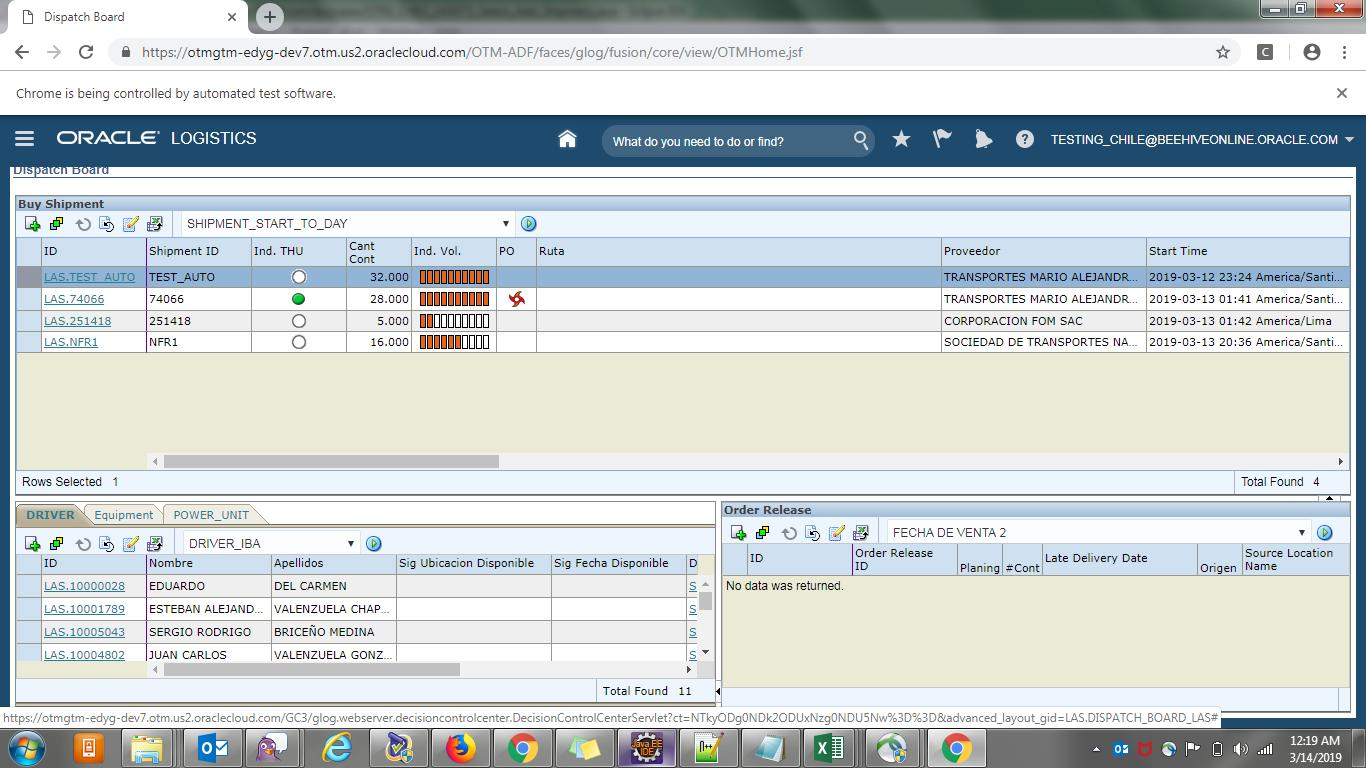 Dispatch Board
https://otmgtm-edyg-dev7.otm.us2.oraclecloud.com/OTM-ADF/faces/glog/fusion/core/view/OTMHome.jsf
C
Chrome is being controlled by automated test software.
ORACLE LOGISTICS
What do you need to do or find?
TESTING_CHILE@BEEHIVEONLINE.ORACLE.COM
Dispatch Board
Buy Shipment
SHIPMENT_START_TO_DAY
ID Shipment ID Ind. THU Cant Cont Ind. Vol. PO Ruta Proveedor Start Time
LAS.TEST_AUTO TEST_AUTO 32.000 TRANSPORTES MARIO ALEJANDR... 2019-03-12 23:24 America/Santi...
LAS.74066 74066 28.000 TRANSPORTES MARIO ALEJANDR... 2019-03-13 01:41 America/Santi...
LAS.251418 251418 5.000 CORPORACION FOM SAC 2019-03-13 01:42 America/Lima
LAS.NFR1 NFR1 16.000 SOCIEDAD DE TRANSPORTES NA... 2019-03-13 20:36 America/Santi...
Rows Selected 1
Total Found 4
DRIVER Equipment POWER_UNIT
DRIVER_IBA
ID Nombre Apellidos Sig Ubicacion Disponible Sig Fecha Disponible D
LAS.10000028 EDUARDO DEL CARMEN S
LAS.10001789 ESTEBAN ALEJAND... VALENZUELA CHAP... S
LAS.10005043 SERGIO RODRIGO BRICEÑO MEDINA S
LAS.10004802 JUAN CARLOS VALENZUELA GONZ... S
Total Found 11
Order Release
FECHA DE VENTA 2
ID Order Release ID Planing #Cont Late Delivery Date Origen Source Location Name
No data was returned.
https://otmgtm-edyg-dev7.otm.us2.oraclecloud.com/GC3/glog.webserver.decisioncontrolcenter.DecisionControlCenterServlet?ct=NTkyODg0NDk2ODUxNzg0NDU5Nw%3D%3D&advanced_layout_gid=LAS.DISPATCH_BOARD_LAS#
Java EE
IDE
12:19 AM
3/14/2019